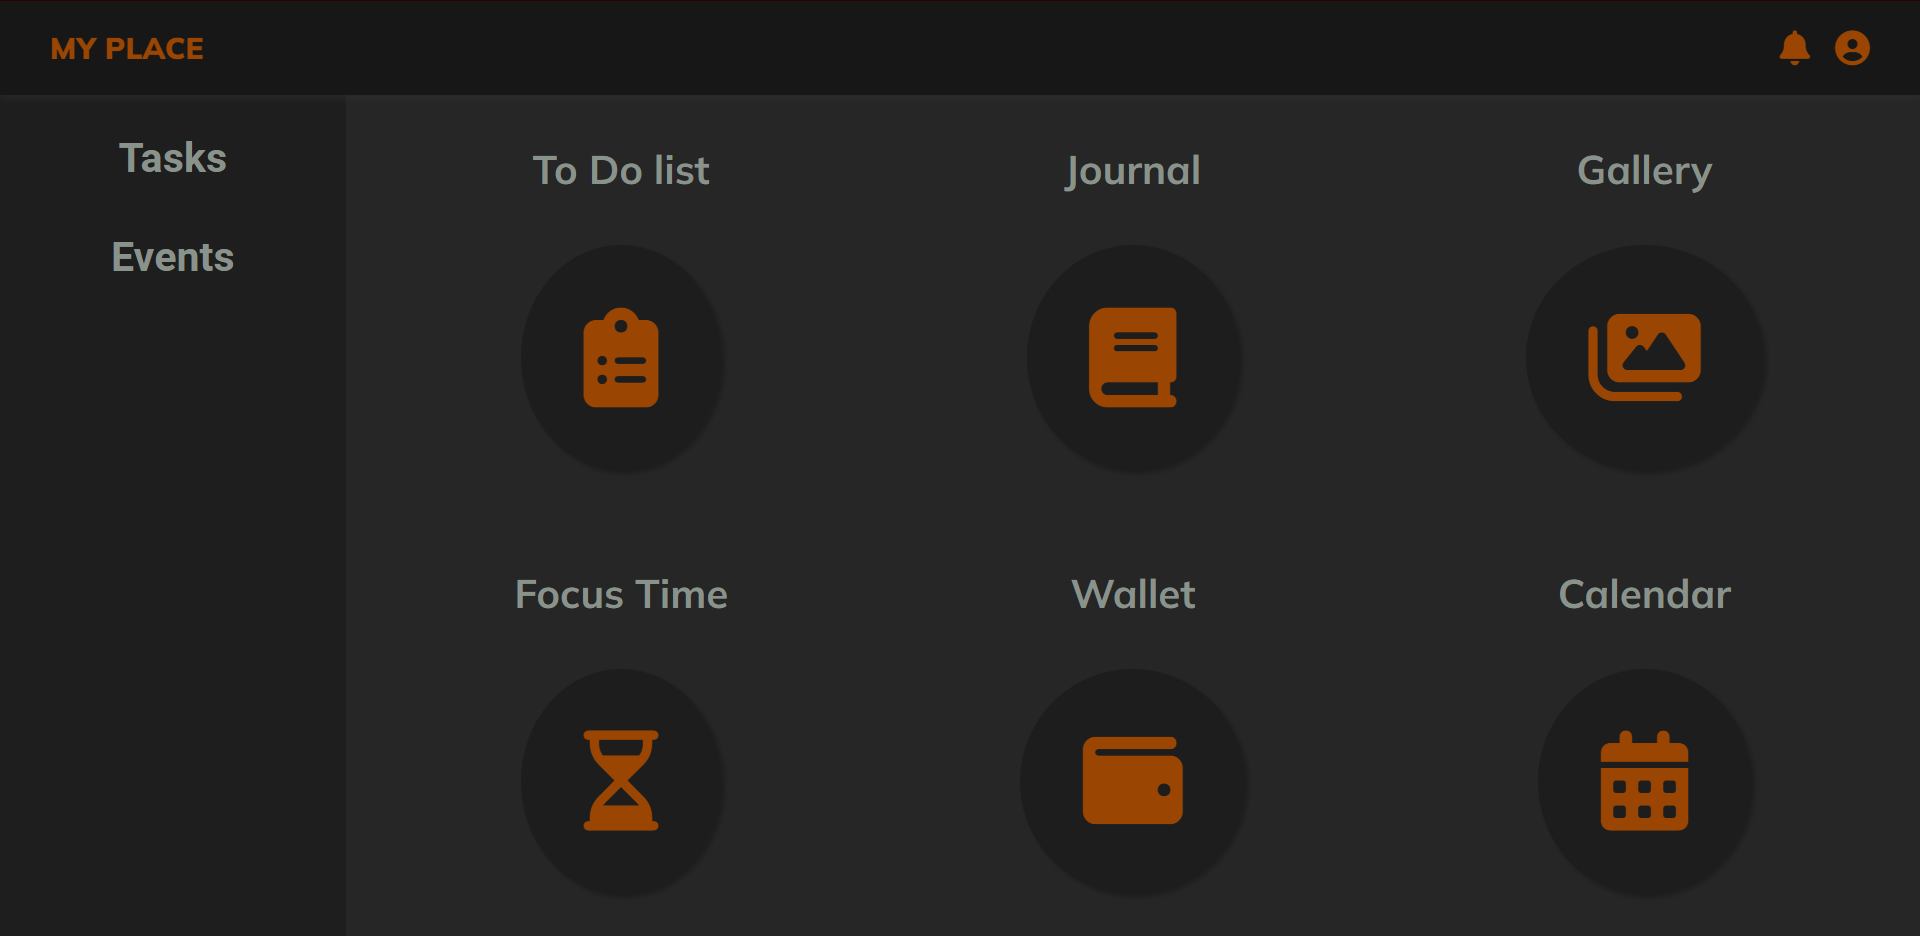 MY PLACE
Tasks
Events
To Do list
Journal
Gallery
Focus Time
Wallet
Calendar